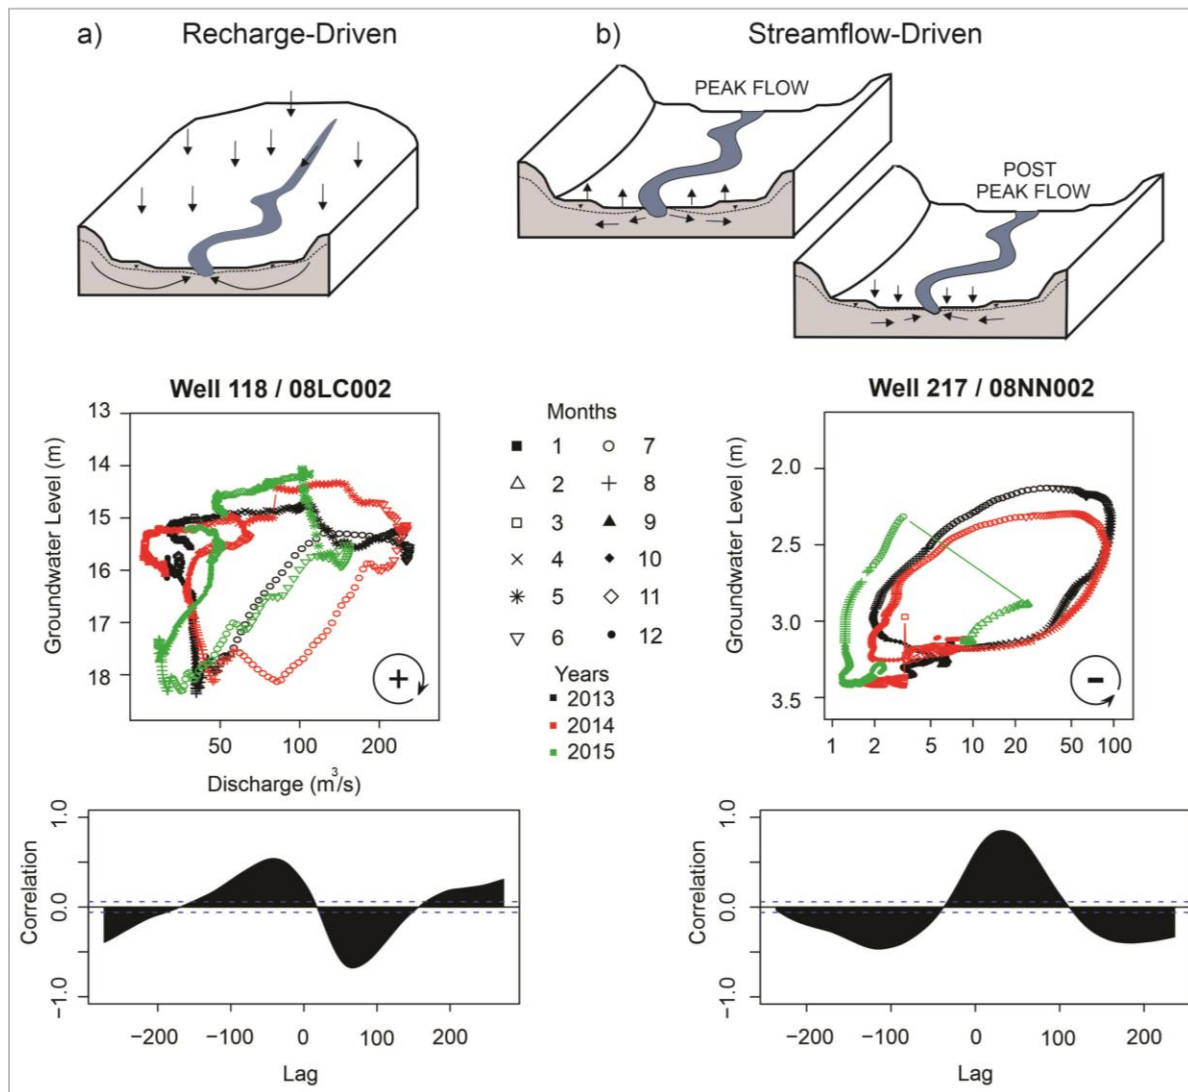 a) Recharge-Driven
b) Streamflow-Driven
PEAK FLOW
POST
PEAK FLOW
Well 118 / 08LC002
Groundwater Level (m)
13
14
15
16
17
18
50 100 200
Discharge (m³/s)
+
Months
1 7
2 8
3 9
4 10
5 11
6 12
Years
2013
2014
2015
Well 217 / 08NN002
Groundwater Level (m)
2.0
2.5
3.0
3.5
1 2 5 10 20 50 100
-
Correlation
1.0
0.0
−1.0
−200 −100 0 100 200
Lag
Correlation
1.0
0.0
−1.0
−200 −100 0 100 200
Lag